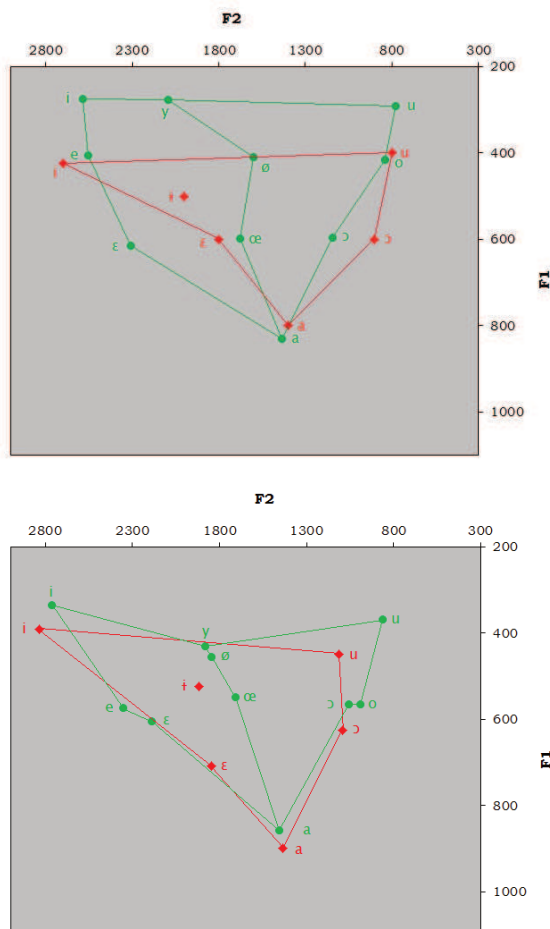 F2
2800 2300 1800 1300 800 300
200
i y u
400
e i ø u o
ɨ
600
ɛ ɛ œ ɔ ɔ
F1
800
a a
1000
F2
2800 2300 1800 1300 800 300
200
i
u
400
i y u
ø
ɨ œ
e ɛ ɔ o
600
ɔ
ɛ
F1
800
a
a
1000